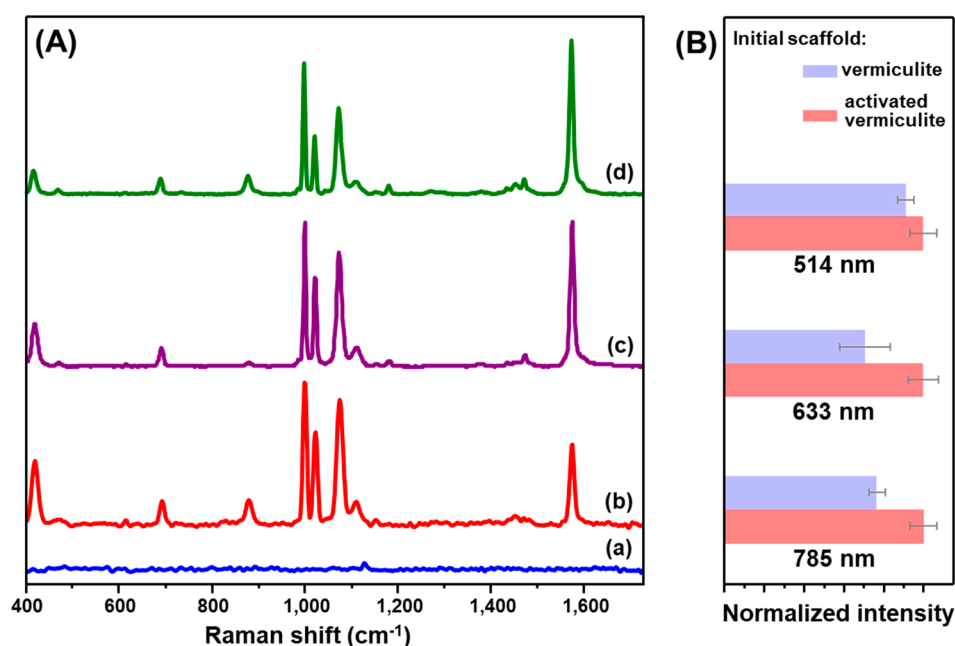 (A)
(d)
(c)
(b)
(a)
400
600
800
1,000
1,200
1,400
1,600
Raman shift (cm⁻¹)
(B)
Initial scaffold:
vermiculite
activated
vermiculite
514 nm
633 nm
785 nm
Normalized intensity